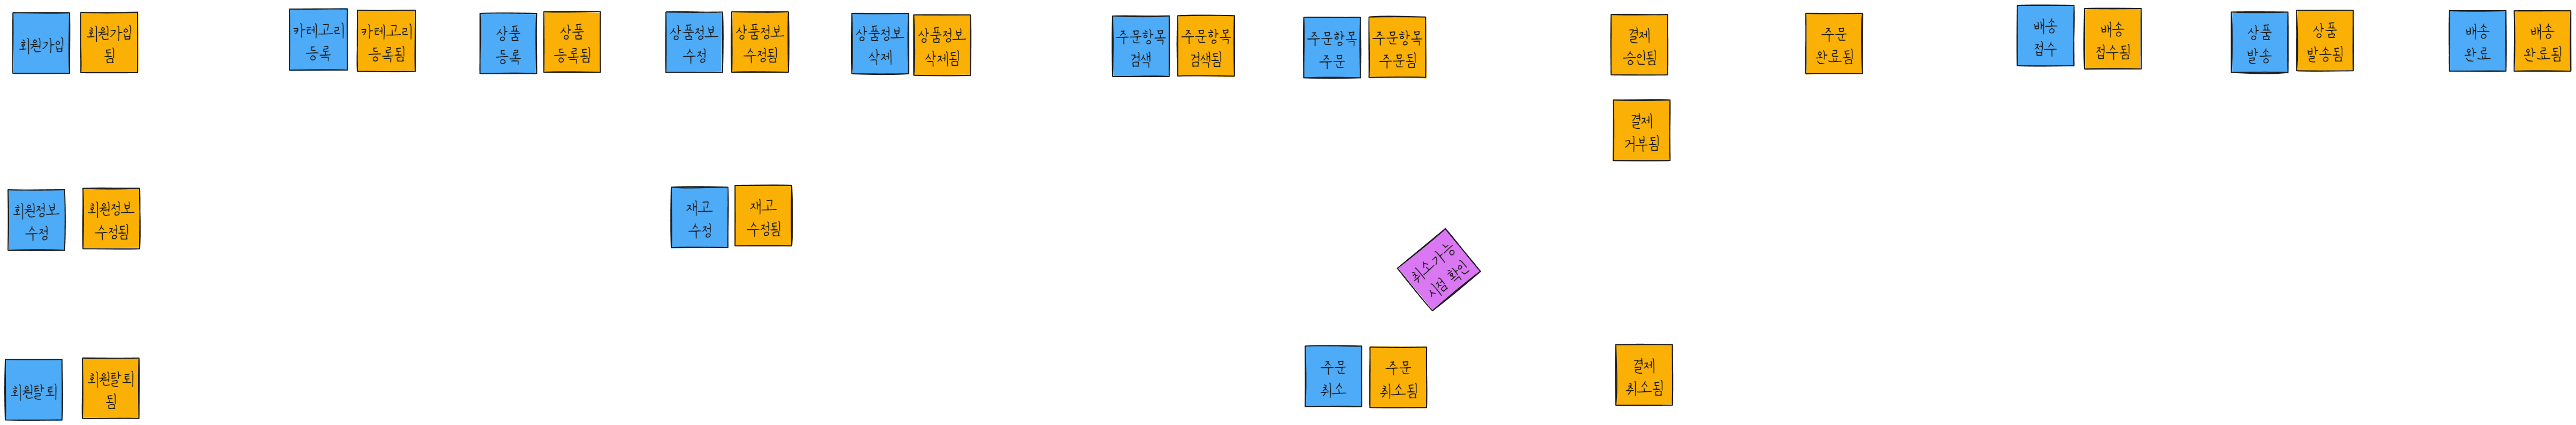 회원가입
회원가입
됨
카테고리
등록
카테고리
등록됨
상품
등록
상품
등록됨
상품정보
수정
상품정보
수정됨
상품정보
삭제
상품정보
삭제됨
주문항목
검색
주문항목
검색됨
주문항목
주문
주문항목
주문됨
결제
승인됨
주문
완료됨
배송
접수
배송
접수됨
상품
발송
상품
발송됨
배송
완료
배송
완료됨
결제
거부됨
회원정보
수정
회원정보
수정됨
재고
수정
재고
수정됨
취소가능
시점 확인
회원탈퇴
회원탈퇴
됨
주문
취소
주문
취소됨
결제
취소됨